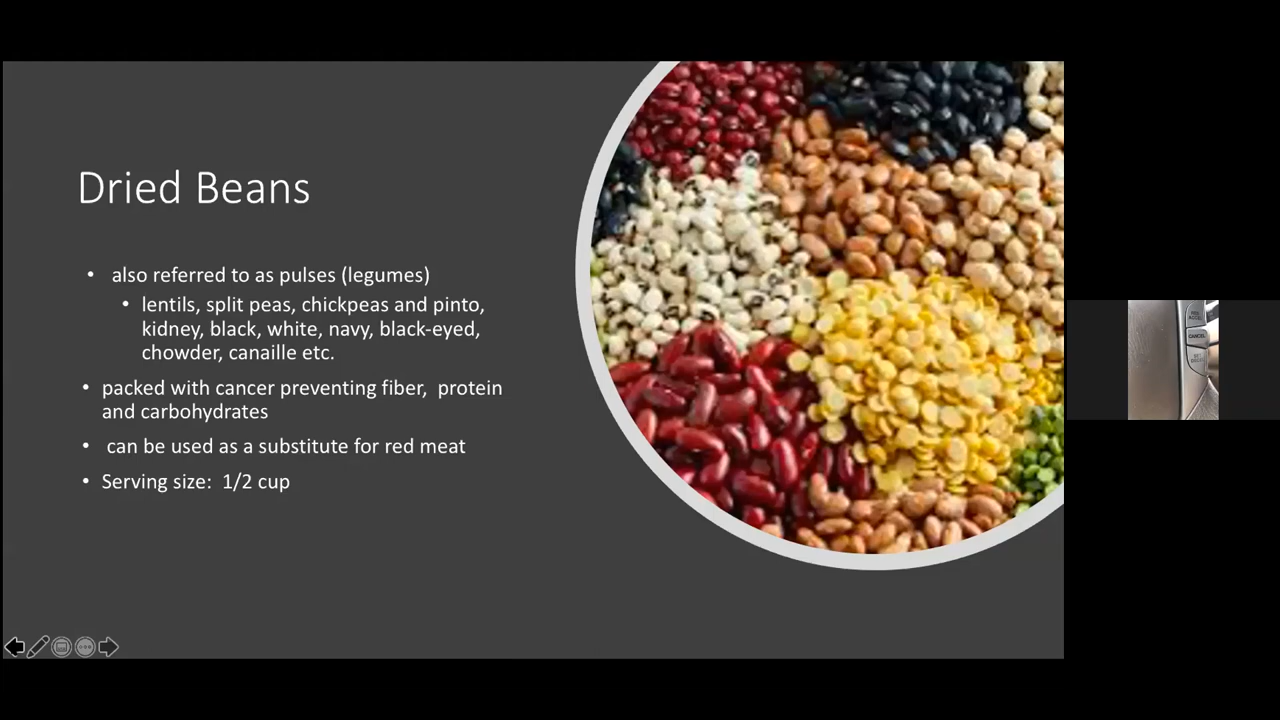 Dried Beans
• also referred to as pulses (legumes)
• lentils, split peas, chickpeas and pinto,
kidney, black, white, navy, black-eyed,
chowder, canaille etc.
• packed with cancer preventing fiber, protein
and carbohydrates
• can be used as a substitute for red meat
• Serving size: 1/2 cup
CANCEL